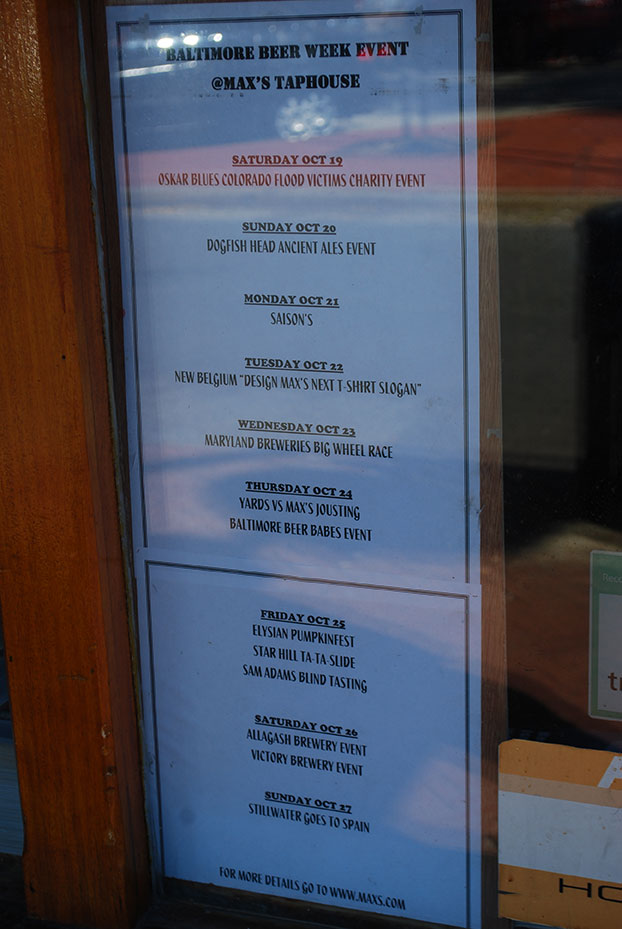 BALTIMORE BEER WEEK EVENT
@MAX'S TAPHOUSE
SATURDAY OCT 19
OSKAR BLUES COLORADO FLOOD VICTIMS CHARITY EVENT
SUNDAY OCT 20
DOGFISH HEAD ANCIENT ALES EVENT
MONDAY OCT 21
SAISON'S
TUESDAY OCT 22
NEW BELGIUM "DESIGN MAX'S NEXT T-SHIRT SLOGAN"
WEDNESDAY OCT 23
MARYLAND BREWERIES BIG WHEEL RACE
THURSDAY OCT 24
YARDS VS MAX'S JOUSTING
BALTIMORE BEER BABES EVENT
FRIDAY OCT 25
ELYSIAN PUMPKINFEST
STAR HILL TA-TA-SLIDE
SAM ADAMS BLIND TASTING
SATURDAY OCT 26
ALLAGASH BREWERY EVENT
VICTORY BREWERY EVENT
SUNDAY OCT 27
STILLWATER GOES TO SPAIN
FOR MORE DETAILS GO TO WWW.MAXS.COM